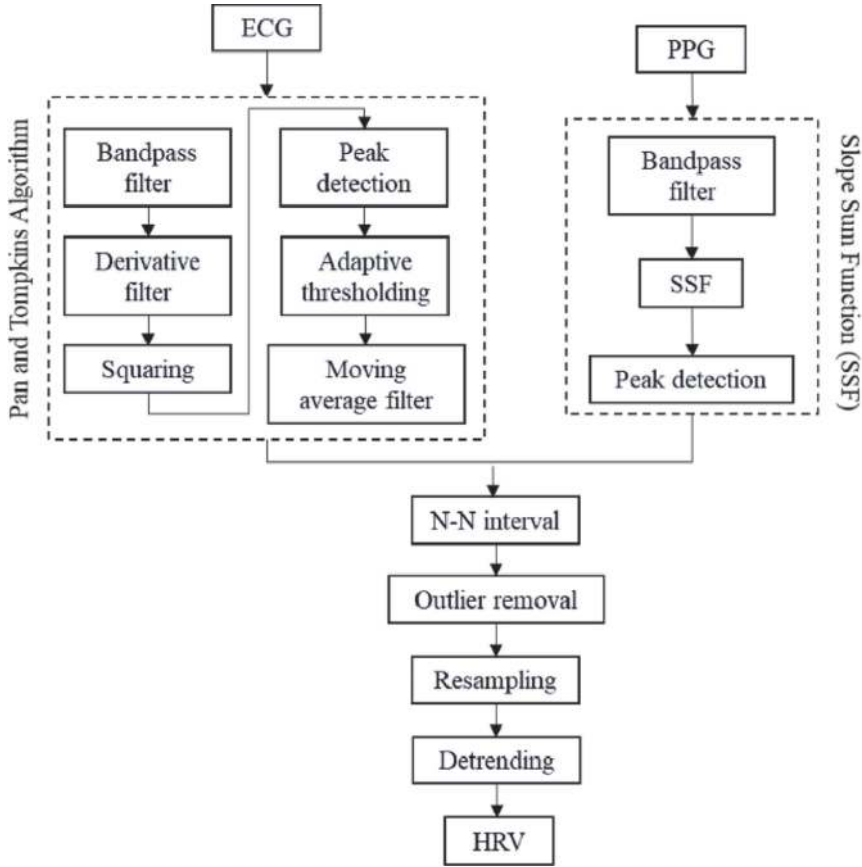 ECG
PPG
Pan and Tompkins Algorithm
Bandpass
filter
Derivative
filter
Squaring
Peak
detection
Adaptive
thresholding
Moving
average filter
Bandpass
filter
SSF
Peak detection
Slope Sum Function (SSF)
N-N interval
Outlier removal
Resampling
Detrending
HRV